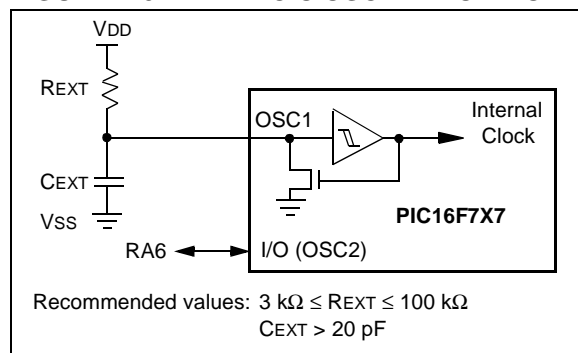 VDD
REXT
OSC1
Internal
Clock
CEXT
PIC16F7X7
VSS
RA6
I/O (OSC2)
Recommended values: 3 kΩ ≤ REXT ≤ 100 kΩ
CEXT > 20 pF